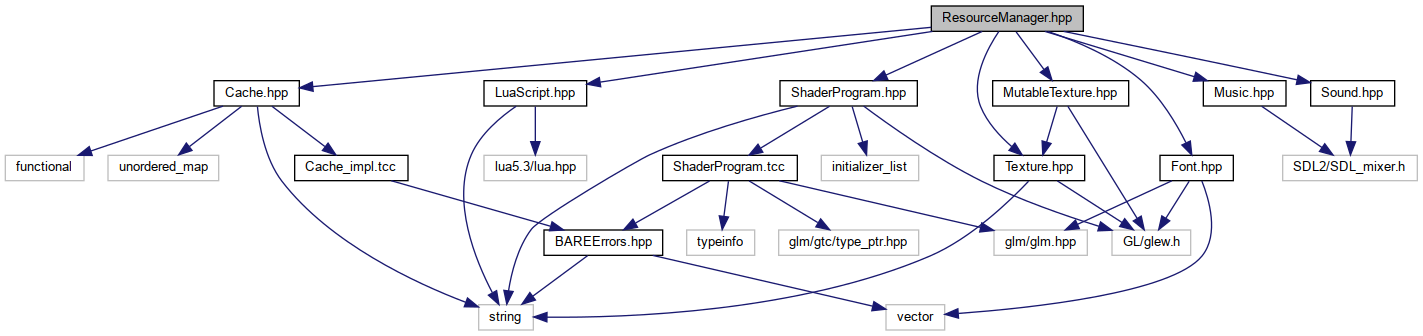 ResourceManager.hpp
Cache.hpp
LuaScript.hpp
ShaderProgram.hpp
MutableTexture.hpp
Music.hpp
Sound.hpp
functional
unordered_map
Cache_impl.tcc
lua5.3/lua.hpp
ShaderProgram.tcc
initializer_list
Texture.hpp
Font.hpp
SDL2/SDL_mixer.h
BAREErrors.hpp
typeinfo
glm/gtc/type_ptr.hpp
glm/glm.hpp
GL/glew.h
string
vector